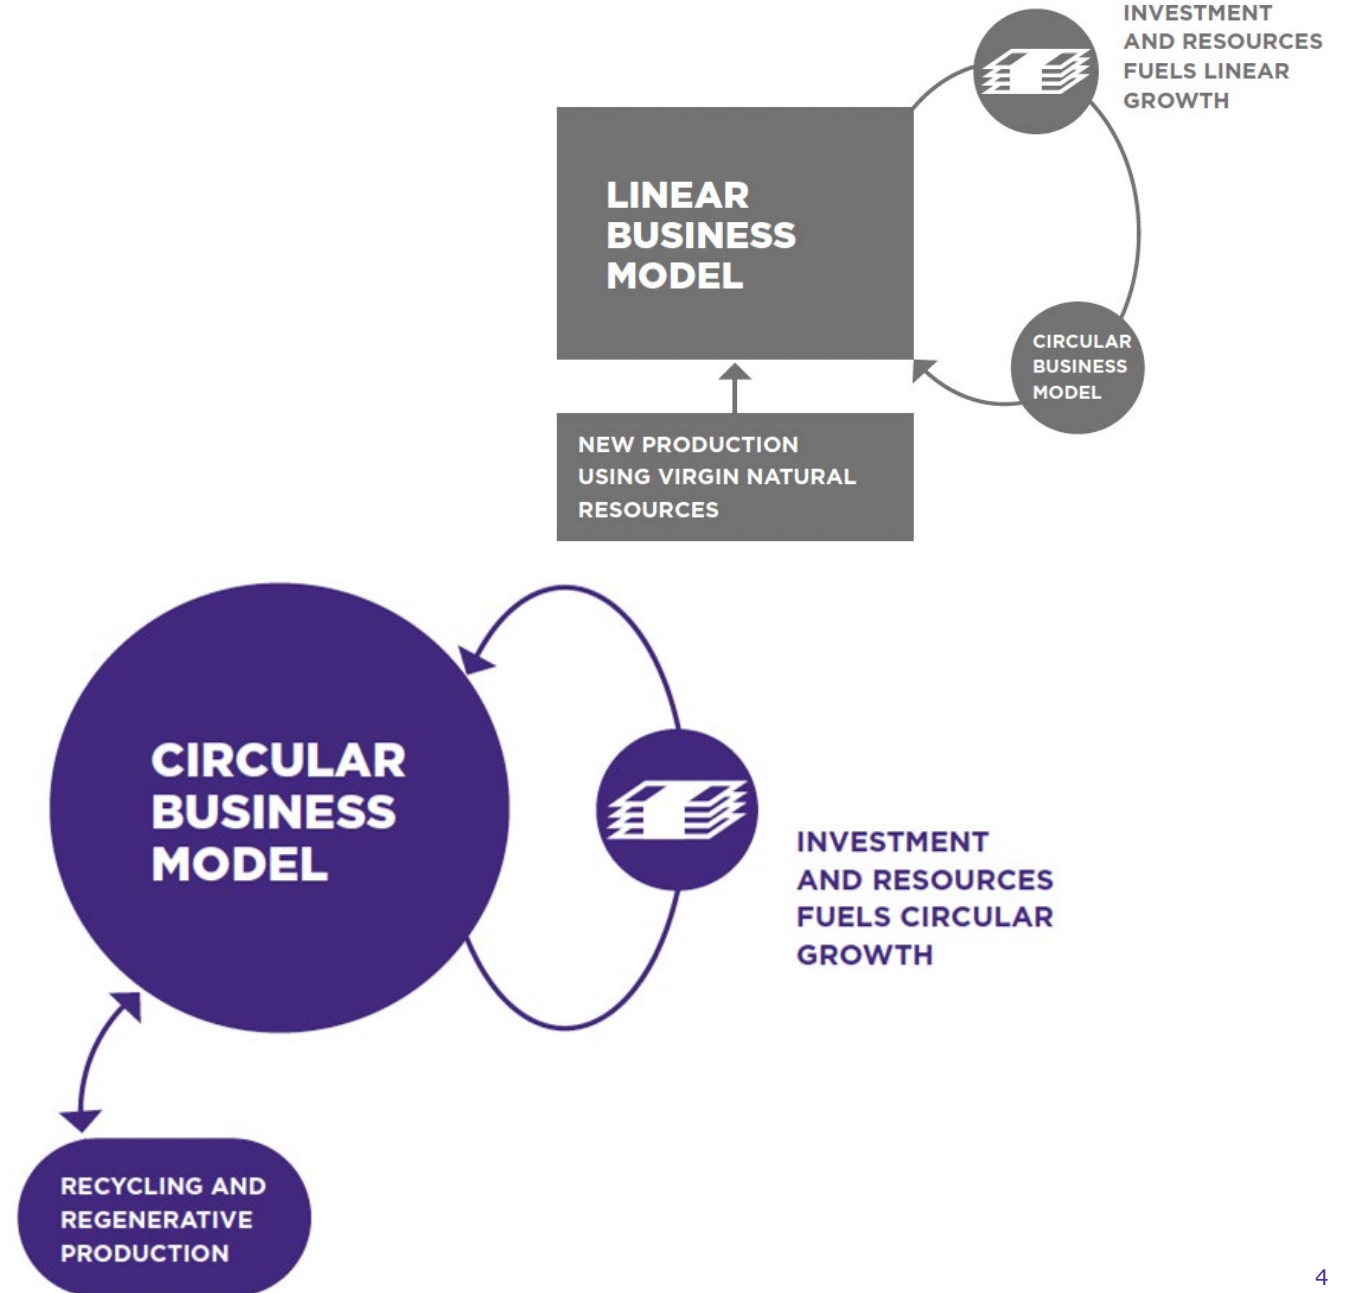 INVESTMENT
AND RESOURCES
FUELS LINEAR
GROWTH
LINEAR
BUSINESS
MODEL
CIRCULAR
BUSINESS
MODEL
NEW PRODUCTION
USING VIRGIN NATURAL
RESOURCES
CIRCULAR
BUSINESS
MODEL
INVESTMENT
AND RESOURCES
FUELS CIRCULAR
GROWTH
RECYCLING AND
REGENERATIVE
PRODUCTION
4